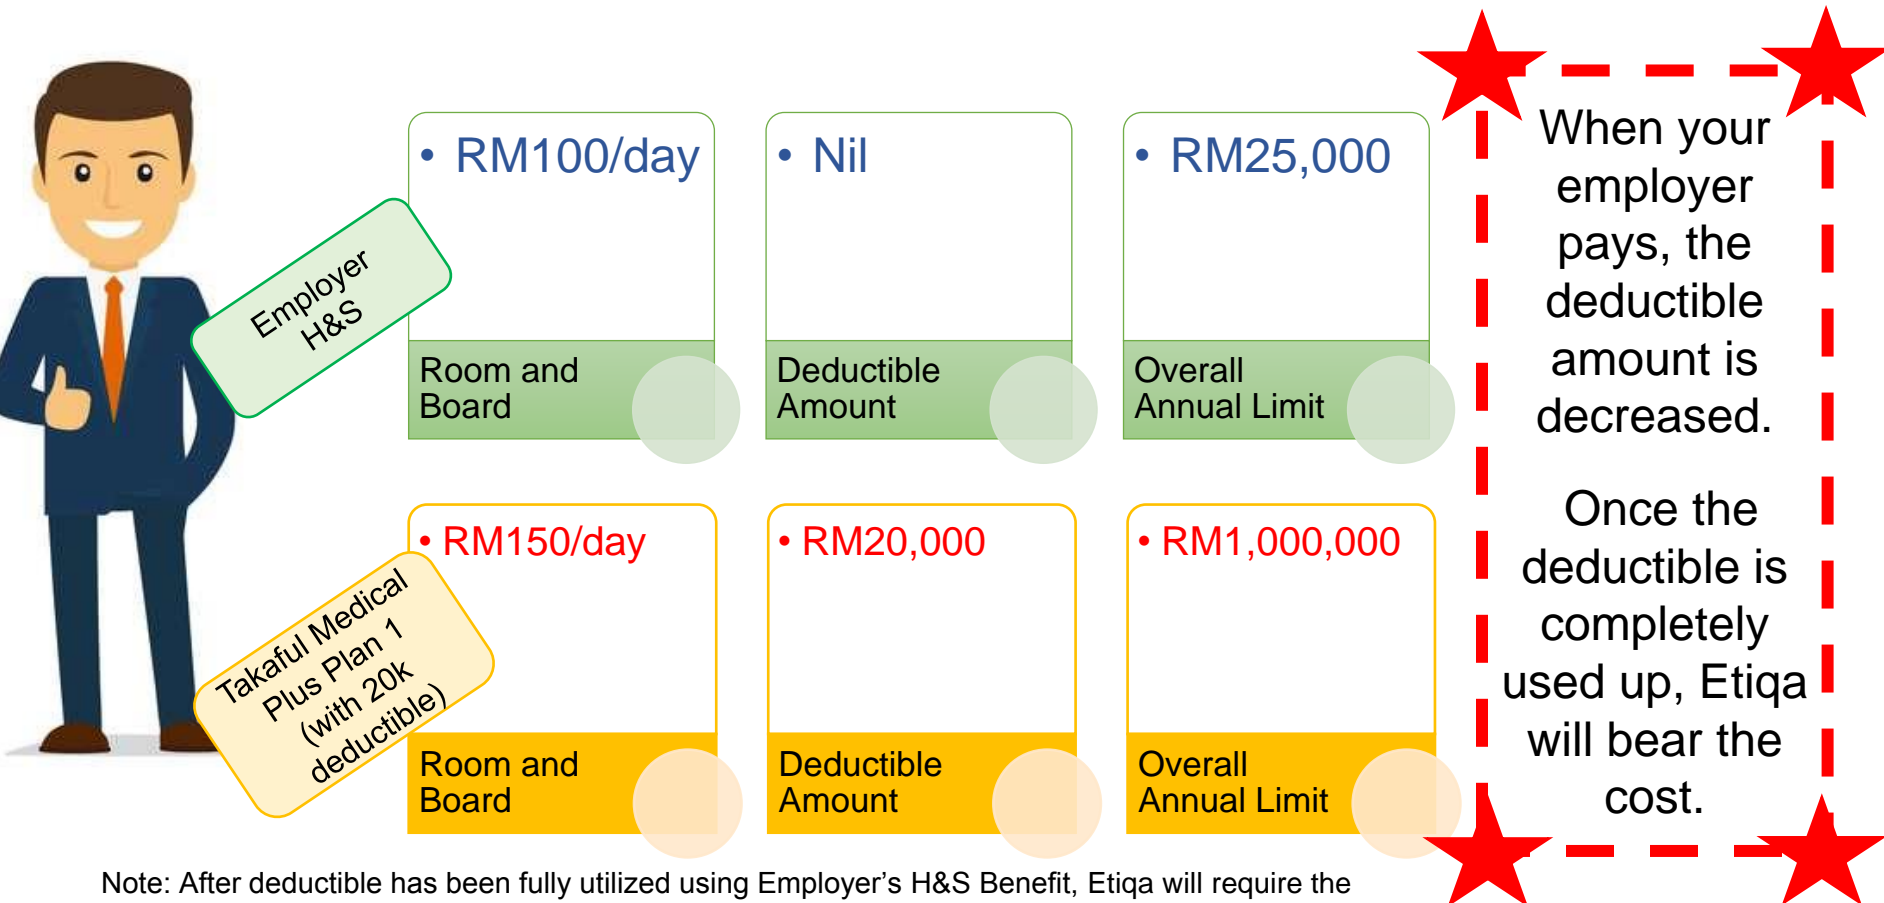 Employer
H&S
• RM100/day
Room and
Board
• Nil
Deductible
Amount
• RM25,000
Overall
Annual Limit
Takaful Medical
Plus Plan 1
(with 20k
deductible)
• RM150/day
Room and
Board
• RM20,000
Deductible
Amount
• RM1,000,000
Overall
Annual Limit
When your
employer
pays, the
deductible
amount is
decreased.
Once the
deductible is
completely
used up, Etiqa
will bear the
cost.
Note: After deductible has been fully utilized using Employer’s H&S Benefit, Etiqa will require the